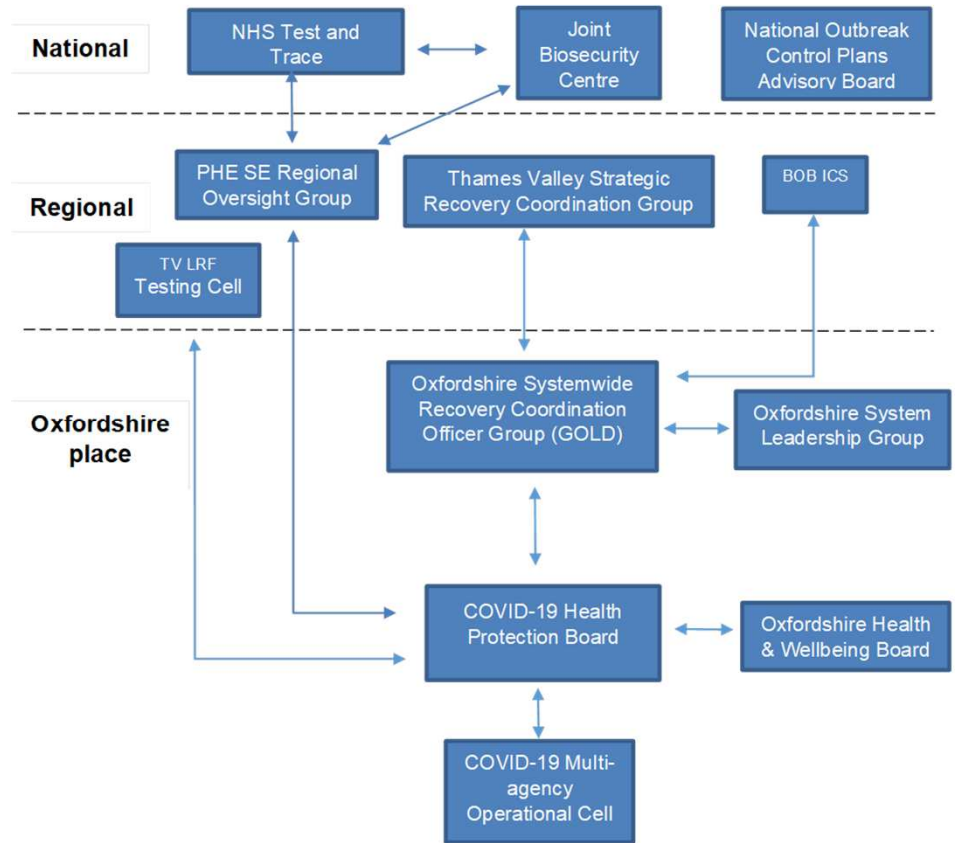 National
NHS Test and
Trace
Joint
Biosecurity
Centre
National Outbreak
Control Plans
Advisory Board
Regional
PHE SE Regional
Oversight Group
Thames Valley Strategic
Recovery Coordination Group
BOB ICS
TV LRF
Testing Cell
Oxfordshire
place
Oxfordshire Systemwide
Recovery Coordination
Officer Group (GOLD)
Oxfordshire System
Leadership Group
COVID-19 Health
Protection Board
Oxfordshire Health
& Wellbeing Board
COVID-19 Multi-
agency
Operational Cell